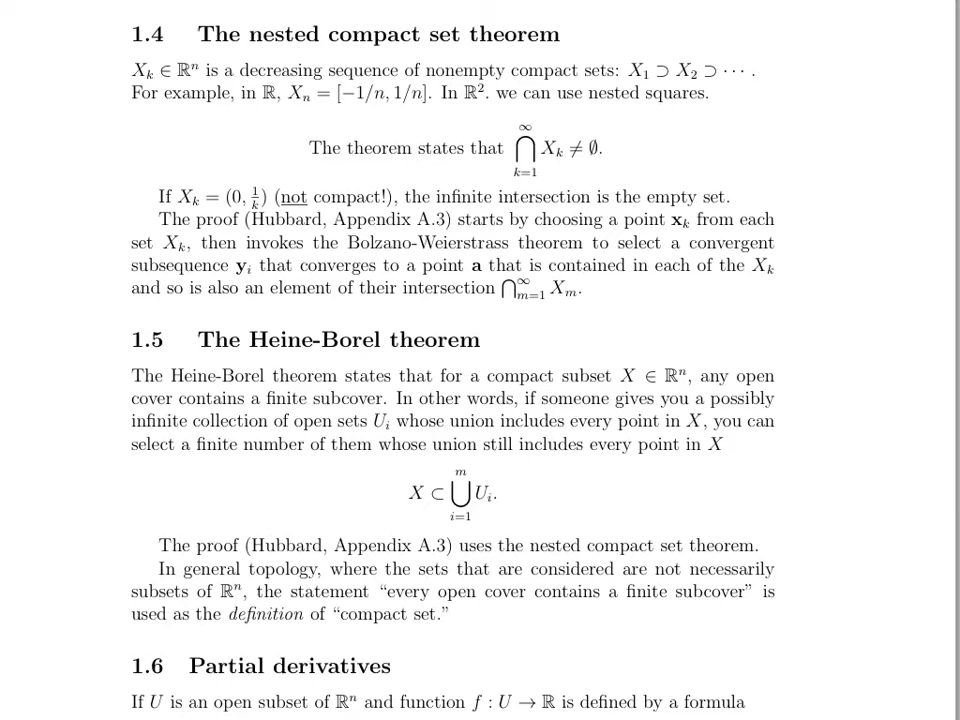 1.4 The nested compact set theorem
X_k ∈ ℝ^n is a decreasing sequence of nonempty compact sets: X_1 ⊃ X_2 ⊃ ··· .
For example, in ℝ, X_n = [−1/n, 1/n]. In ℝ^2. we can use nested squares.
The theorem states that ⋂_{k=1}^∞ X_k ≠ ∅.
If X_k = (0, 1/k) (not compact!), the infinite intersection is the empty set.
The proof (Hubbard, Appendix A.3) starts by choosing a point x_k from each
set X_k, then invokes the Bolzano-Weierstrass theorem to select a convergent
subsequence y_i that converges to a point a that is contained in each of the X_k
and so is also an element of their intersection ⋂_{m=1}^∞ X_m.
1.5 The Heine-Borel theorem
The Heine-Borel theorem states that for a compact subset X ∈ ℝ^n, any open
cover contains a finite subcover. In other words, if someone gives you a possibly
infinite collection of open sets U_i whose union includes every point in X, you can
select a finite number of them whose union still includes every point in X
X ⊂ ⋃_{i=1}^m U_i.
The proof (Hubbard, Appendix A.3) uses the nested compact set theorem.
In general topology, where the sets that are considered are not necessarily
subsets of ℝ^n, the statement “every open cover contains a finite subcover” is
used as the definition of “compact set.”
1.6 Partial derivatives
If U is an open subset of ℝ^n and function f : U → ℝ is defined by a formula